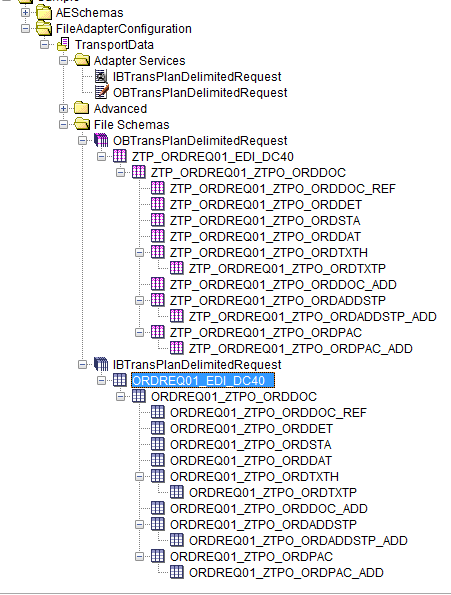 AESchemas
FileAdapterConfiguration
TransportData
Adapter Services
IBTransPlanDelimitedRequest
OBTransPlanDelimitedRequest
Advanced
File Schemas
OBTransPlanDelimitedRequest
ZTP_ORDREQ01_EDI_DC40
ZTP_ORDREQ01_ZTPO_ORDDOC
ZTP_ORDREQ01_ZTPO_ORDDOC_REF
ZTP_ORDREQ01_ZTPO_ORDDET
ZTP_ORDREQ01_ZTPO_ORDSTA
ZTP_ORDREQ01_ZTPO_ORDDAT
ZTP_ORDREQ01_ZTPO_ORDTXTH
ZTP_ORDREQ01_ZTPO_ORDTXTP
ZTP_ORDREQ01_ZTPO_ORDDOC_ADD
ZTP_ORDREQ01_ZTPO_ORDADDSTP
ZTP_ORDREQ01_ZTPO_ORDADDSTP_ADD
ZTP_ORDREQ01_ZTPO_ORDPAC
ZTP_ORDREQ01_ZTPO_ORDPAC_ADD
IBTransPlanDelimitedRequest
ORDREQ01_EDI_DC40
ORDREQ01_ZTPO_ORDDOC
ORDREQ01_ZTPO_ORDDOC_REF
ORDREQ01_ZTPO_ORDDET
ORDREQ01_ZTPO_ORDSTA
ORDREQ01_ZTPO_ORDDAT
ORDREQ01_ZTPO_ORDTXTH
ORDREQ01_ZTPO_ORDTXTP
ORDREQ01_ZTPO_ORDDOC_ADD
ORDREQ01_ZTPO_ORDADDSTP
ORDREQ01_ZTPO_ORDADDSTP_ADD
ORDREQ01_ZTPO_ORDPAC
ORDREQ01_ZTPO_ORDPAC_ADD